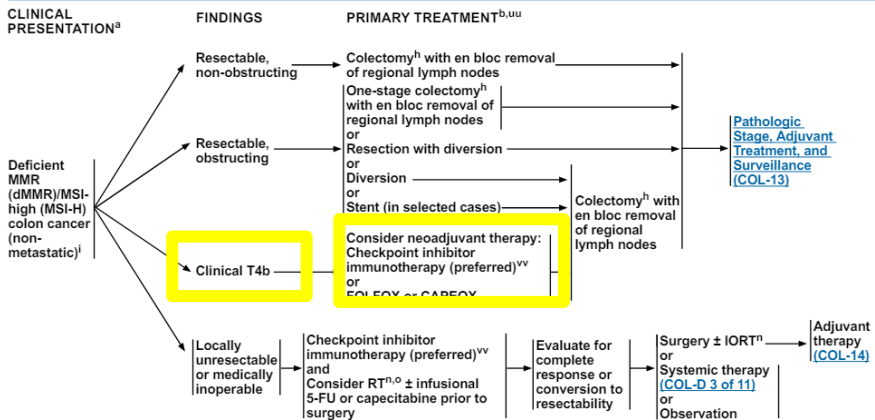 CLINICAL
PRESENTATIONᵃ
FINDINGS
PRIMARY TREATMENTᵇ,ᵘᵘ
Deficient
MMR
(dMMR)/MSI-
high (MSI-H)
colon cancer
(non-
metastatic)ⁱ
Resectable,
non-obstructing
Colectomyʰ with en bloc removal
of regional lymph nodes
Resectable,
obstructing
One-stage colectomyʰ
with en bloc removal of
regional lymph nodes
or
Resection with diversion
or
Diversion
or
Stent (in selected cases)
Colectomyʰ with
en bloc removal
of regional
lymph nodes
Pathologic
Stage, Adjuvant
Treatment, and
Surveillance
(COL-13)
Clinical T4b
Consider neoadjuvant therapy:
Checkpoint inhibitor
immunotherapy (preferred)ᵛᵛ
or
FOLFOX or CAPEOX
Locally
unresectable
or medically
inoperable
Checkpoint inhibitor
immunotherapy (preferred)ᵛᵛ
and
Consider RTⁿ,ᵒ ± infusional
5-FU or capecitabine prior to
surgery
Evaluate for
complete
response or
conversion to
resectability
Surgery ± IORTⁿ
or
Systemic therapy
(COL-D 3 of 11)
or
Observation
Adjuvant
therapy
(COL-14)